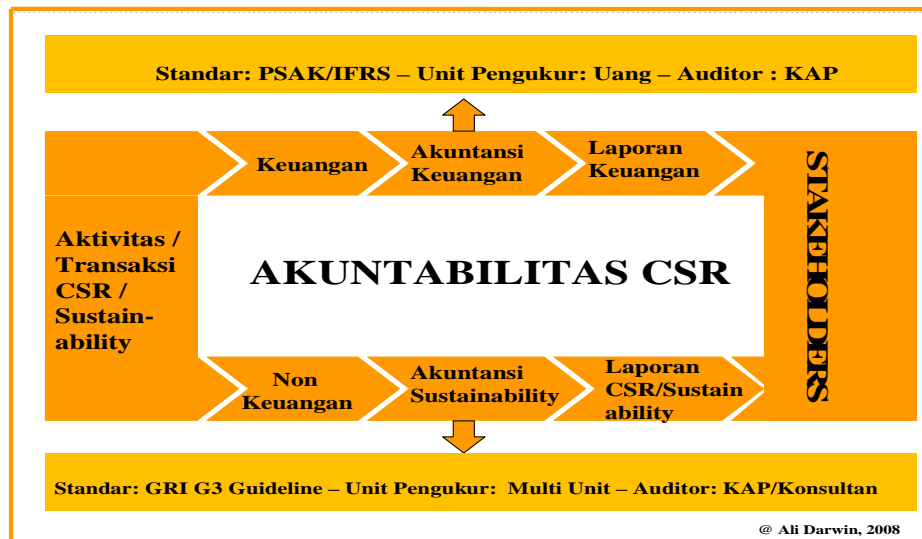 Standar: PSAK/IFRS – Unit Pengukur: Uang – Auditor : KAP
Keuangan
Akuntansi
Keuangan
Laporan
Keuangan
STAKEHOLDERS
Aktivitas /
Transaksi
CSR /
Sustain-
ability
AKUNTABILITAS CSR
Non
Keuangan
Akuntansi
Sustainability
Laporan
CSR/Sustain
ability
Standar: GRI G3 Guideline – Unit Pengukur: Multi Unit – Auditor: KAP/Konsultan
@ Ali Darwin, 2008